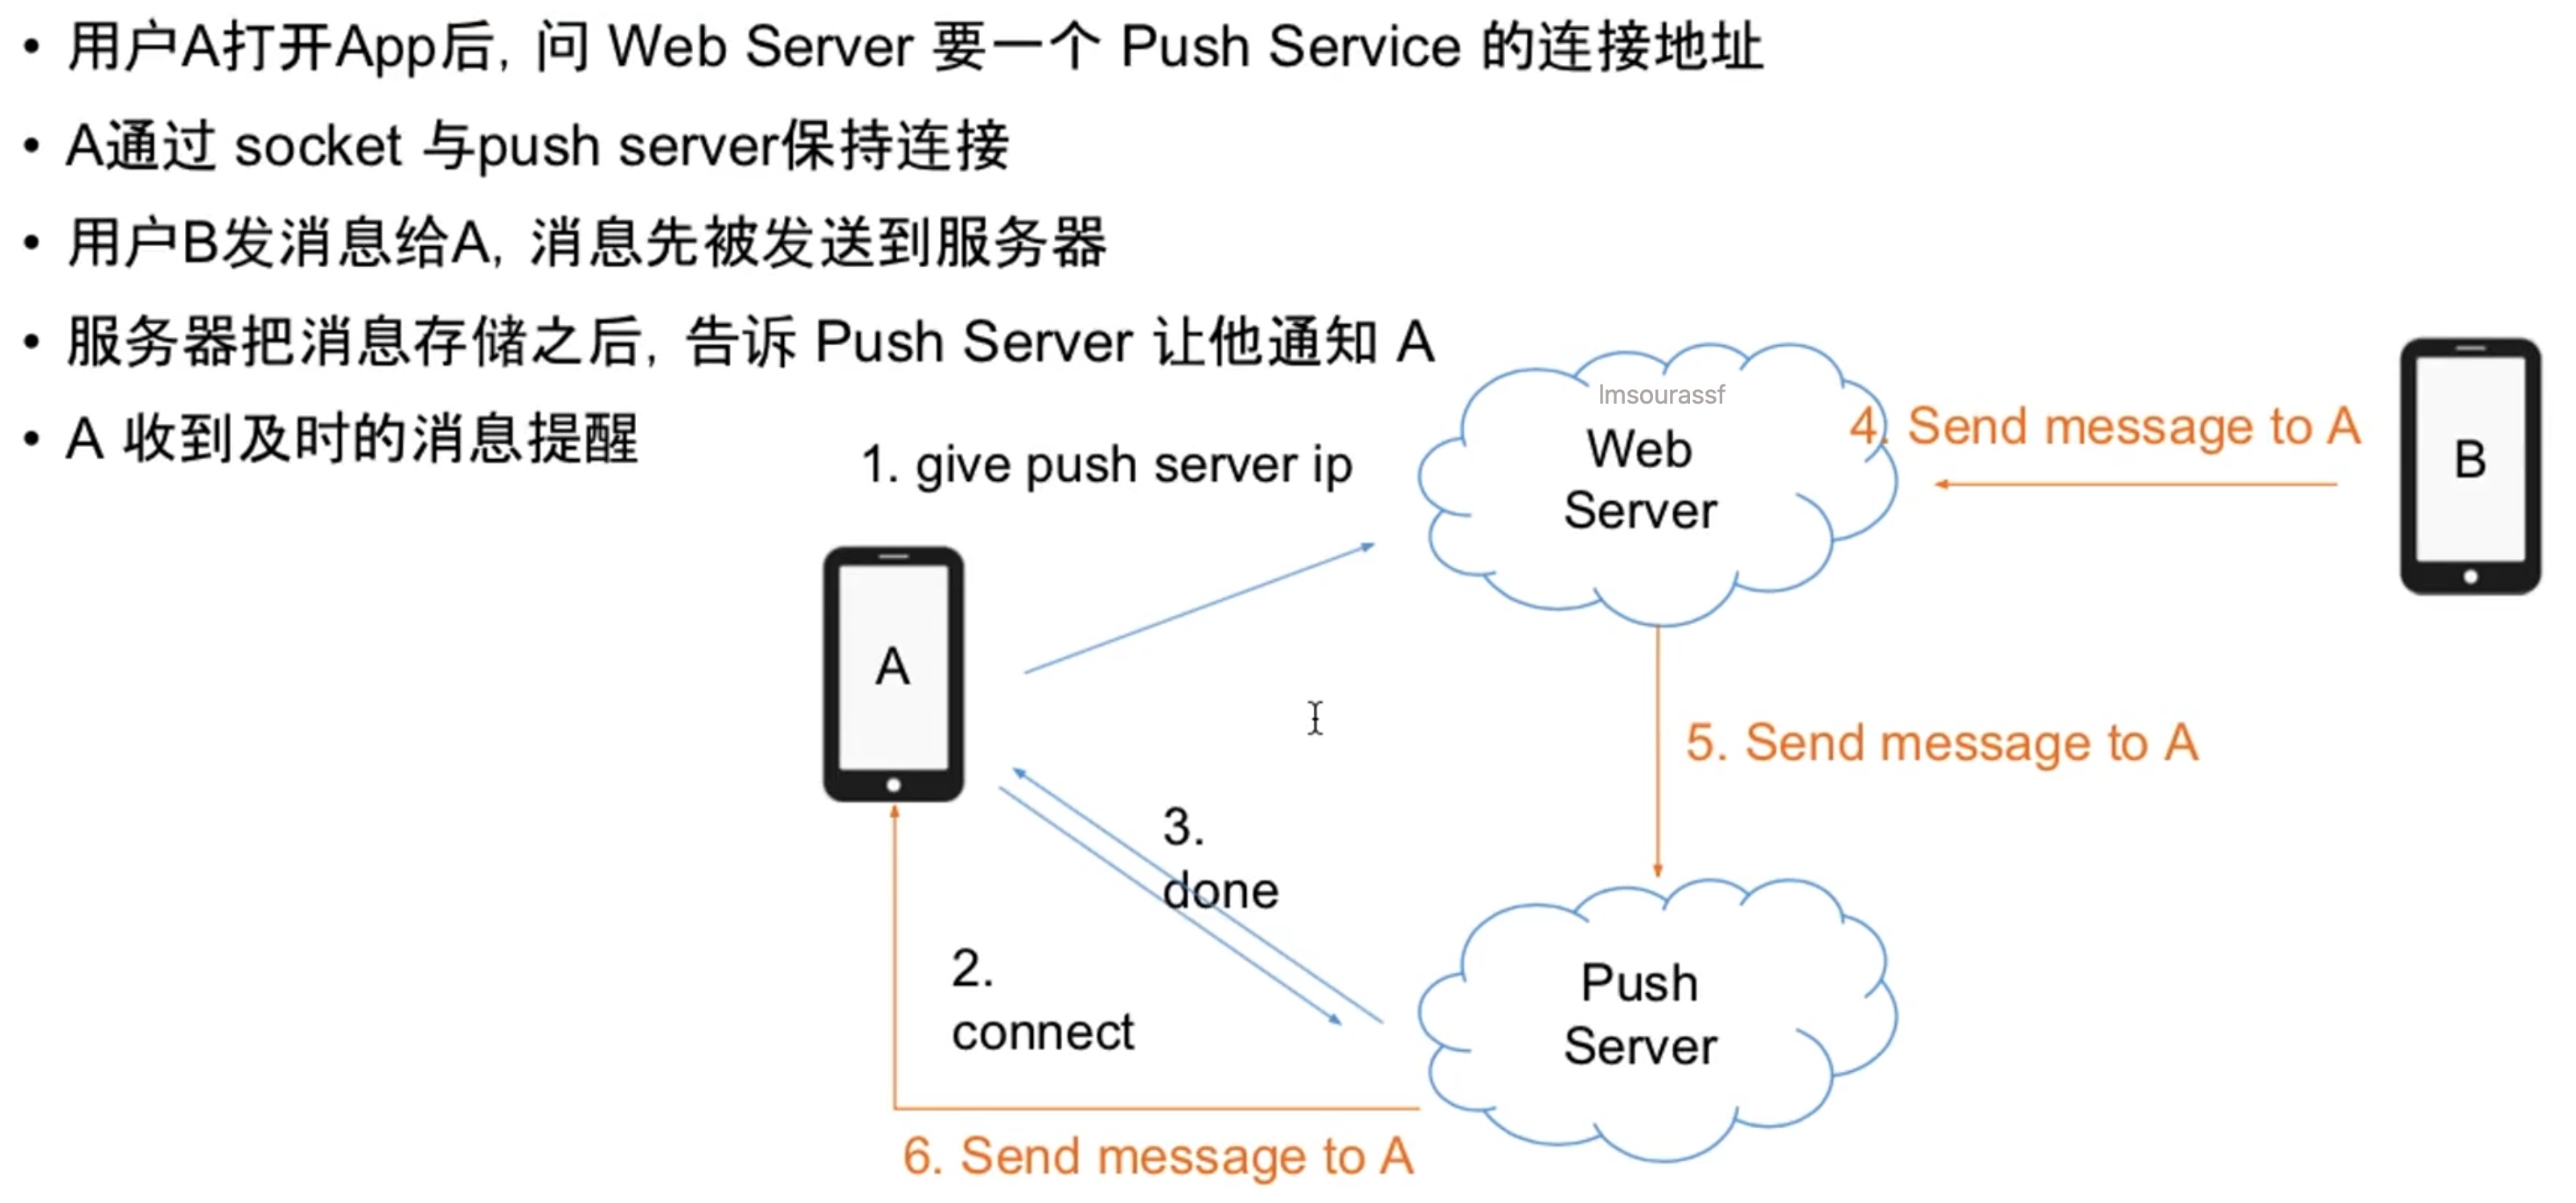 • 用户A打开App后, 问 Web Server 要一个 Push Service 的连接地址
• A通过 socket 与push server保持连接
• 用户B发消息给A, 消息先被发送到服务器
• 服务器把消息存储之后, 告诉 Push Server 让他通知 A
• A 收到及时的消息提醒
1. give push server ip
lmsourassf
Web
Server
4. Send message to A
B
A
5. Send message to A
3.
done
2.
connect
Push
Server
6. Send message to A